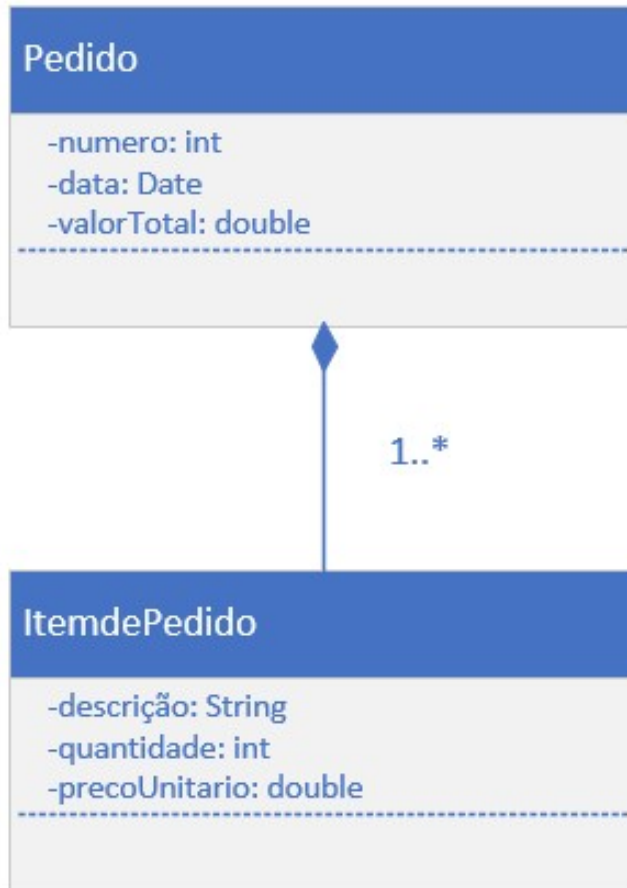 Pedido
-numero: int
-data: Date
-valorTotal: double
1..*
ItemdePedido
-descrição: String
-quantidade: int
-precoUnitario: double